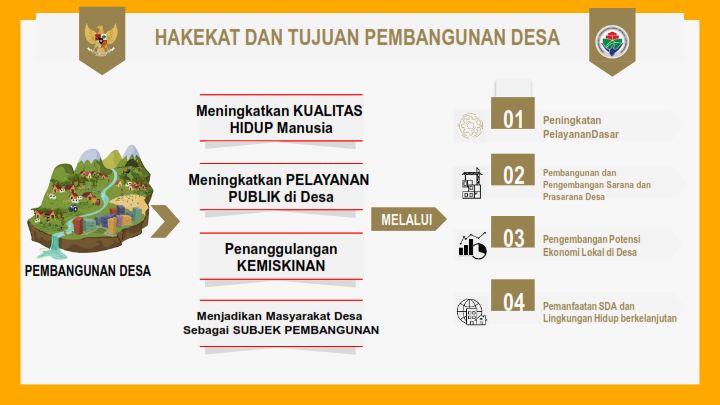 HAKEKAT DAN TUJUAN PEMBANGUNAN DESA
PEMBANGUNAN DESA
Meningkatkan KUALITAS
HIDUP Manusia
Meningkatkan PELAYANAN
PUBLIK di Desa
Penanggulangan
KEMISKINAN
Menjadikan Masyarakat Desa
Sebagai SUBJEK PEMBANGUNAN
MELALUI
01
Peningkatan
PelayananDasar
02
Pembangunan dan
Pengembangan Sarana dan
Prasarana Desa
03
Pengembangan Potensi
Ekonomi Lokal di Desa
04
Pemanfaatan SDA dan
Lingkungan Hidup berkelanjutan